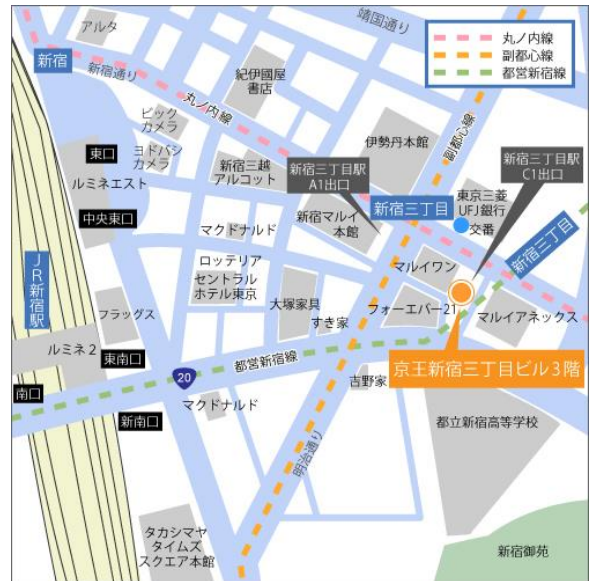 アルタ
新宿
新宿通り
靖国通り
丸ノ内線
副都心線
都営新宿線
紀伊國屋
書店
丸ノ内線
ビック
カメラ
ヨドバシ
カメラ
東口
ルミネエスト
伊勢丹本館
副都心線
新宿三丁目駅
C1出口
新宿三越
アルコット
新宿三丁目駅
A1出口
新宿三丁目
東京三菱
UFJ銀行
交番
新宿マルイ
本館
中央東口
マクドナルド
新宿三丁目
マルイワン
ロッテリア
セントラル
ホテル東京
JR新宿駅
フラッグス
大塚家具
すき家
フォーエバー21
マルイアネックス
ルミネ2
東南口
都営新宿線
20
京王新宿三丁目ビル3階
吉野家
南口
新南口
マクドナルド
都立新宿高等学校
明治通り
タカシマヤ
タイムズ
スクエア本館
新宿御苑